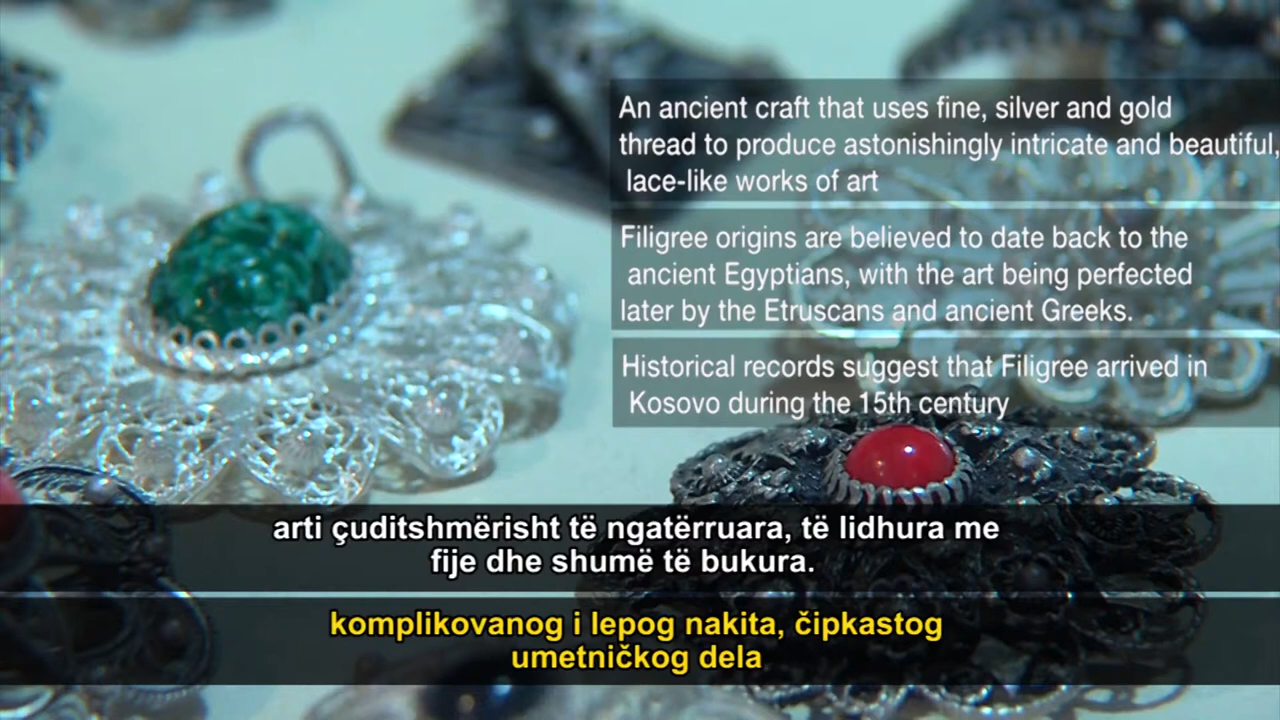 An ancient craft that uses fine, silver and gold
thread to produce astonishingly intricate and beautiful,
lace-like works of art
Filigree origins are believed to date back to the
ancient Egyptians, with the art being perfected
later by the Etruscans and ancient Greeks.
Historical records suggest that Filigree arrived in
Kosovo during the 15th century
arti çuditshmërisht të ngatërruara, të lidhura me
fije dhe shumë të bukura.
komplikovanog i lepog nakita, čipkastog
umetničkog dela